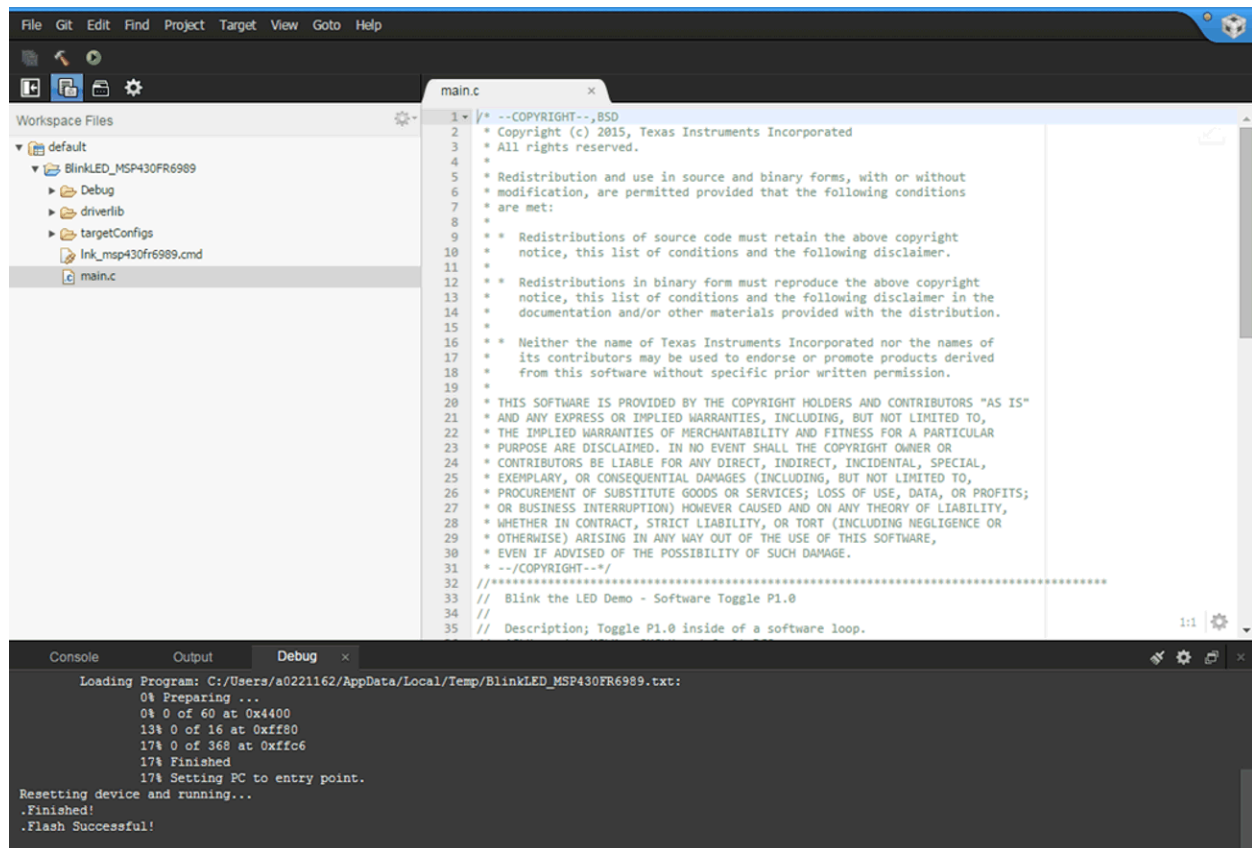 File Git Edit Find Project Target View Goto Help
main.c ×
Workspace Files
default
BlinkLED_MSP430FR6989
Debug
driverlib
targetConfigs
lnk_msp430fr6989.cmd
main.c
1 /* --COPYRIGHT--,BSD
2 * Copyright (c) 2015, Texas Instruments Incorporated
3 * All rights reserved.
4 *
5 * Redistribution and use in source and binary forms, with or without
6 * modification, are permitted provided that the following conditions
7 * are met:
8 *
9 * * Redistributions of source code must retain the above copyright
10 * notice, this list of conditions and the following disclaimer.
11 *
12 * * Redistributions in binary form must reproduce the above copyright
13 * notice, this list of conditions and the following disclaimer in the
14 * documentation and/or other materials provided with the distribution.
15 *
16 * * Neither the name of Texas Instruments Incorporated nor the names of
17 * its contributors may be used to endorse or promote products derived
18 * from this software without specific prior written permission.
19 *
20 * THIS SOFTWARE IS PROVIDED BY THE COPYRIGHT HOLDERS AND CONTRIBUTORS "AS IS"
21 * AND ANY EXPRESS OR IMPLIED WARRANTIES, INCLUDING, BUT NOT LIMITED TO,
22 * THE IMPLIED WARRANTIES OF MERCHANTABILITY AND FITNESS FOR A PARTICULAR
23 * PURPOSE ARE DISCLAIMED. IN NO EVENT SHALL THE COPYRIGHT OWNER OR
24 * CONTRIBUTORS BE LIABLE FOR ANY DIRECT, INDIRECT, INCIDENTAL, SPECIAL,
25 * EXEMPLARY, OR CONSEQUENTIAL DAMAGES (INCLUDING, BUT NOT LIMITED TO,
26 * PROCUREMENT OF SUBSTITUTE GOODS OR SERVICES; LOSS OF USE, DATA, OR PROFITS;
27 * OR BUSINESS INTERRUPTION) HOWEVER CAUSED AND ON ANY THEORY OF LIABILITY,
28 * WHETHER IN CONTRACT, STRICT LIABILITY, OR TORT (INCLUDING NEGLIGENCE OR
29 * OTHERWISE) ARISING IN ANY WAY OUT OF THE USE OF THIS SOFTWARE,
30 * EVEN IF ADVISED OF THE POSSIBILITY OF SUCH DAMAGE.
31 * --/COPYRIGHT--*/
32 //******************************************************************************
33 // Blink the LED Demo - Software Toggle P1.0
34 //
35 // Description; Toggle P1.0 inside of a software loop.
1:1
Console Output Debug ×
Loading Program: C:/Users/a0221162/AppData/Local/Temp/BlinkLED_MSP430FR6989.txt:
0% Preparing ...
0% 0 of 60 at 0x4400
13% 0 of 16 at 0xff80
17% 0 of 368 at 0xffc6
17% Finished
17% Setting PC to entry point.
Resetting device and running...
.Finished!
.Flash Successful!